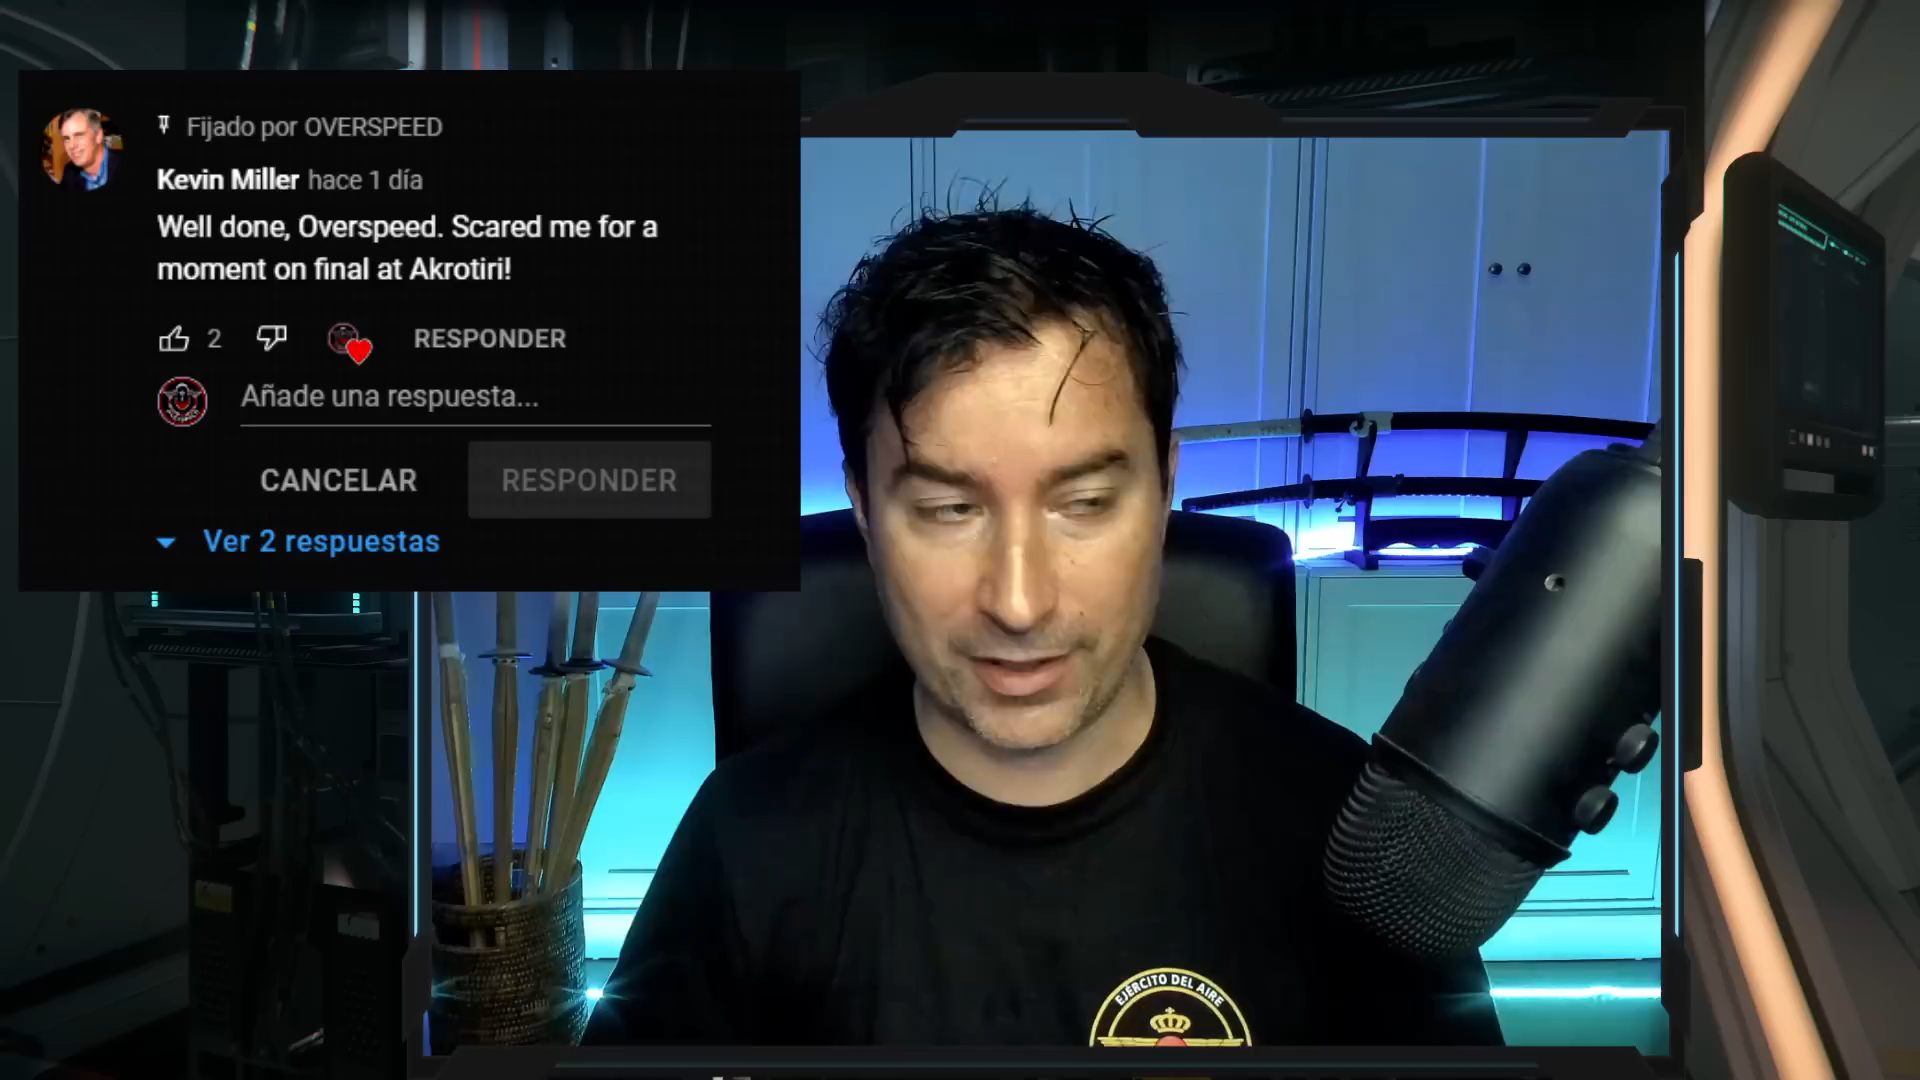 Fijado por OVERSPEED
Kevin Miller hace 1 día
Well done, Overspeed. Scared me for a
moment on final at Akrotiri!
2
RESPONDER
Añade una respuesta...
CANCELAR
RESPONDER
Ver 2 respuestas
EJÉRCITO DEL AIRE